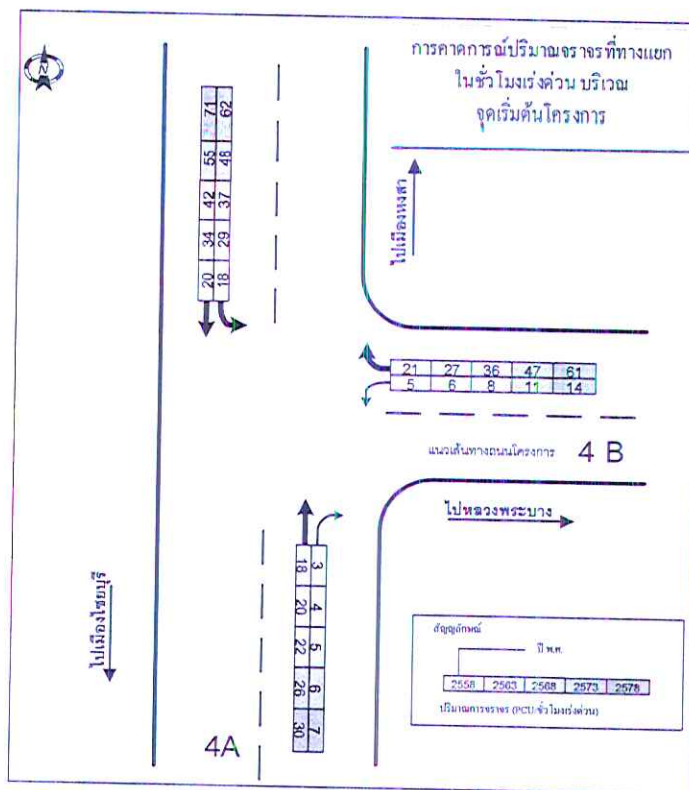 การคาดการณ์ปริมาณจราจรที่ทางแยก
ในชั่วโมงเร่งด่วน บริเวณ
จุดเริ่มต้นโครงการ
N
71 62
55 48
42 37
34 29
20 18
ไปเมืองหงสา
21 27 36 47 61
5 6 8 11 14
แนวเส้นทางถนนโครงการ 4 B
ไปหลวงพระบาง
18 3
20 4
22 5
26 6
30 7
ไปเมืองไชยบุรี
4A
สัญญลักษณ์
ปี พ.ศ.
2558 2563 2568 2573 2578
ปริมาณการจราจร (PCU/ชั่วโมงเร่งด่วน)